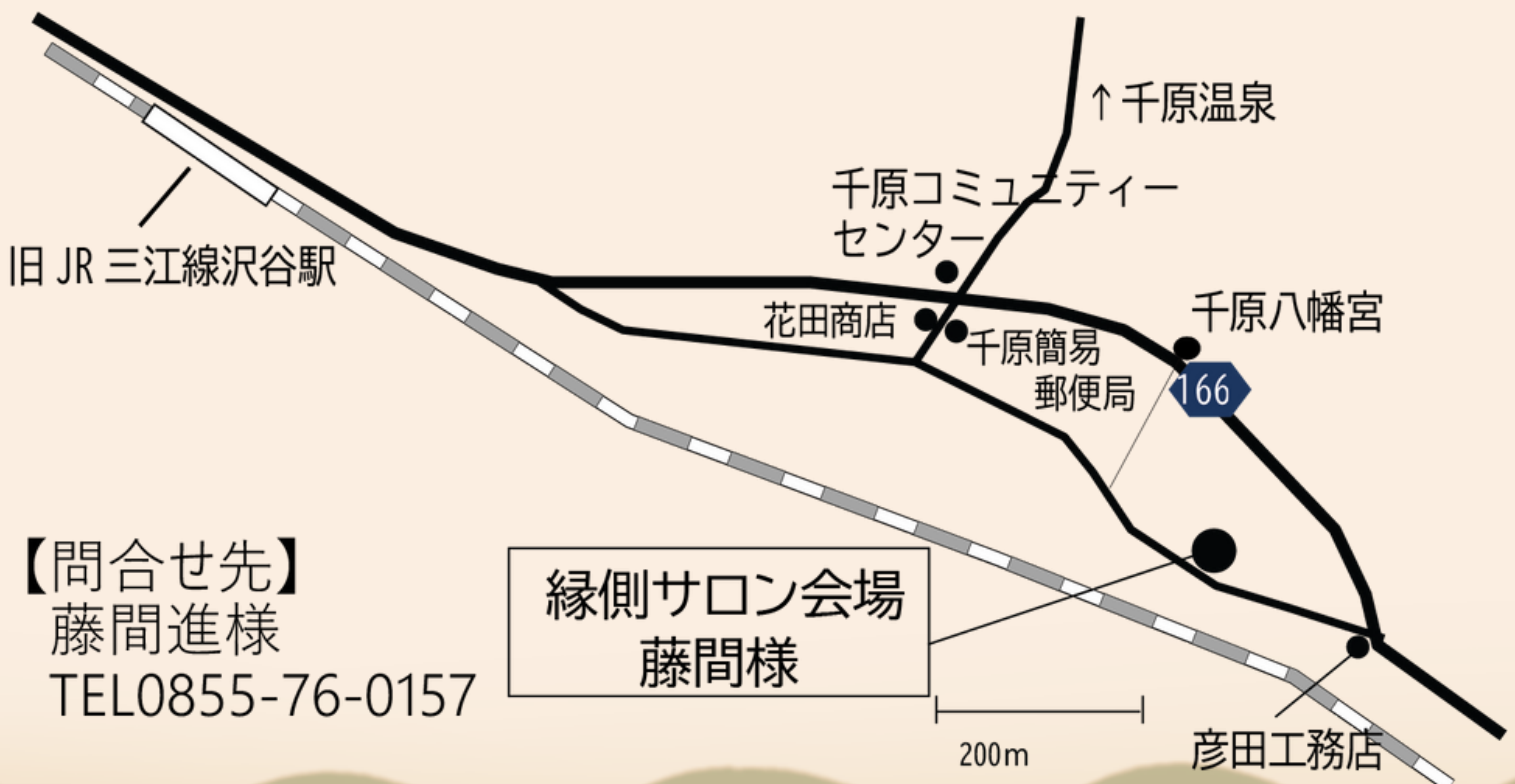 ↑千原温泉
千原コミュニティー
センター
旧 JR 三江線沢谷駅
花田商店
千原八幡宮
千原簡易
郵便局
166
【問合せ先】
藤間進様
TEL0855-76-0157
縁側サロン会場
藤間様
200m
彦田工務店